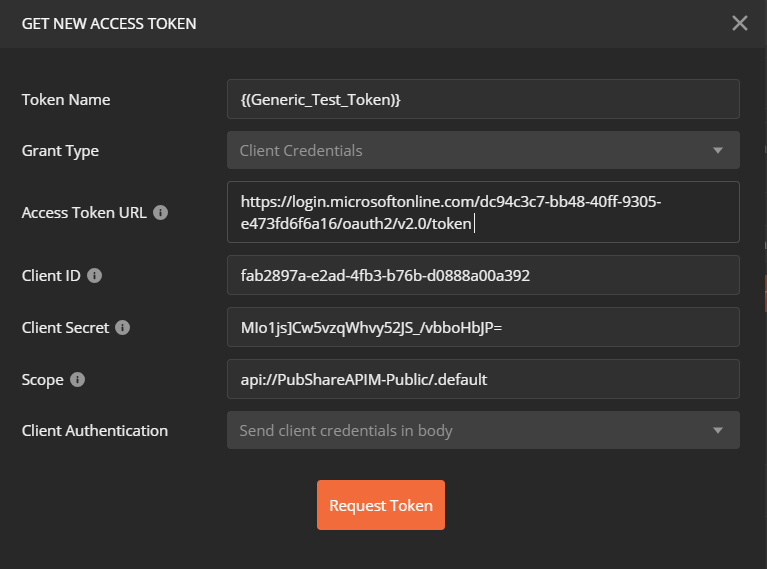 GET NEW ACCESS TOKEN
Token Name
{(Generic_Test_Token)}
Grant Type
Client Credentials
Access Token URL
https://login.microsoftonline.com/dc94c3c7-bb48-40ff-9305-
e473fd6f6a16/oauth2/v2.0/token
Client ID
fab2897a-e2ad-4fb3-b76b-d0888a00a392
Client Secret
MIo1js]Cw5vzqWhvy52JS_/vbboHbJP=
Scope
api://PubShareAPIM-Public/.default
Client Authentication
Send client credentials in body
Request Token